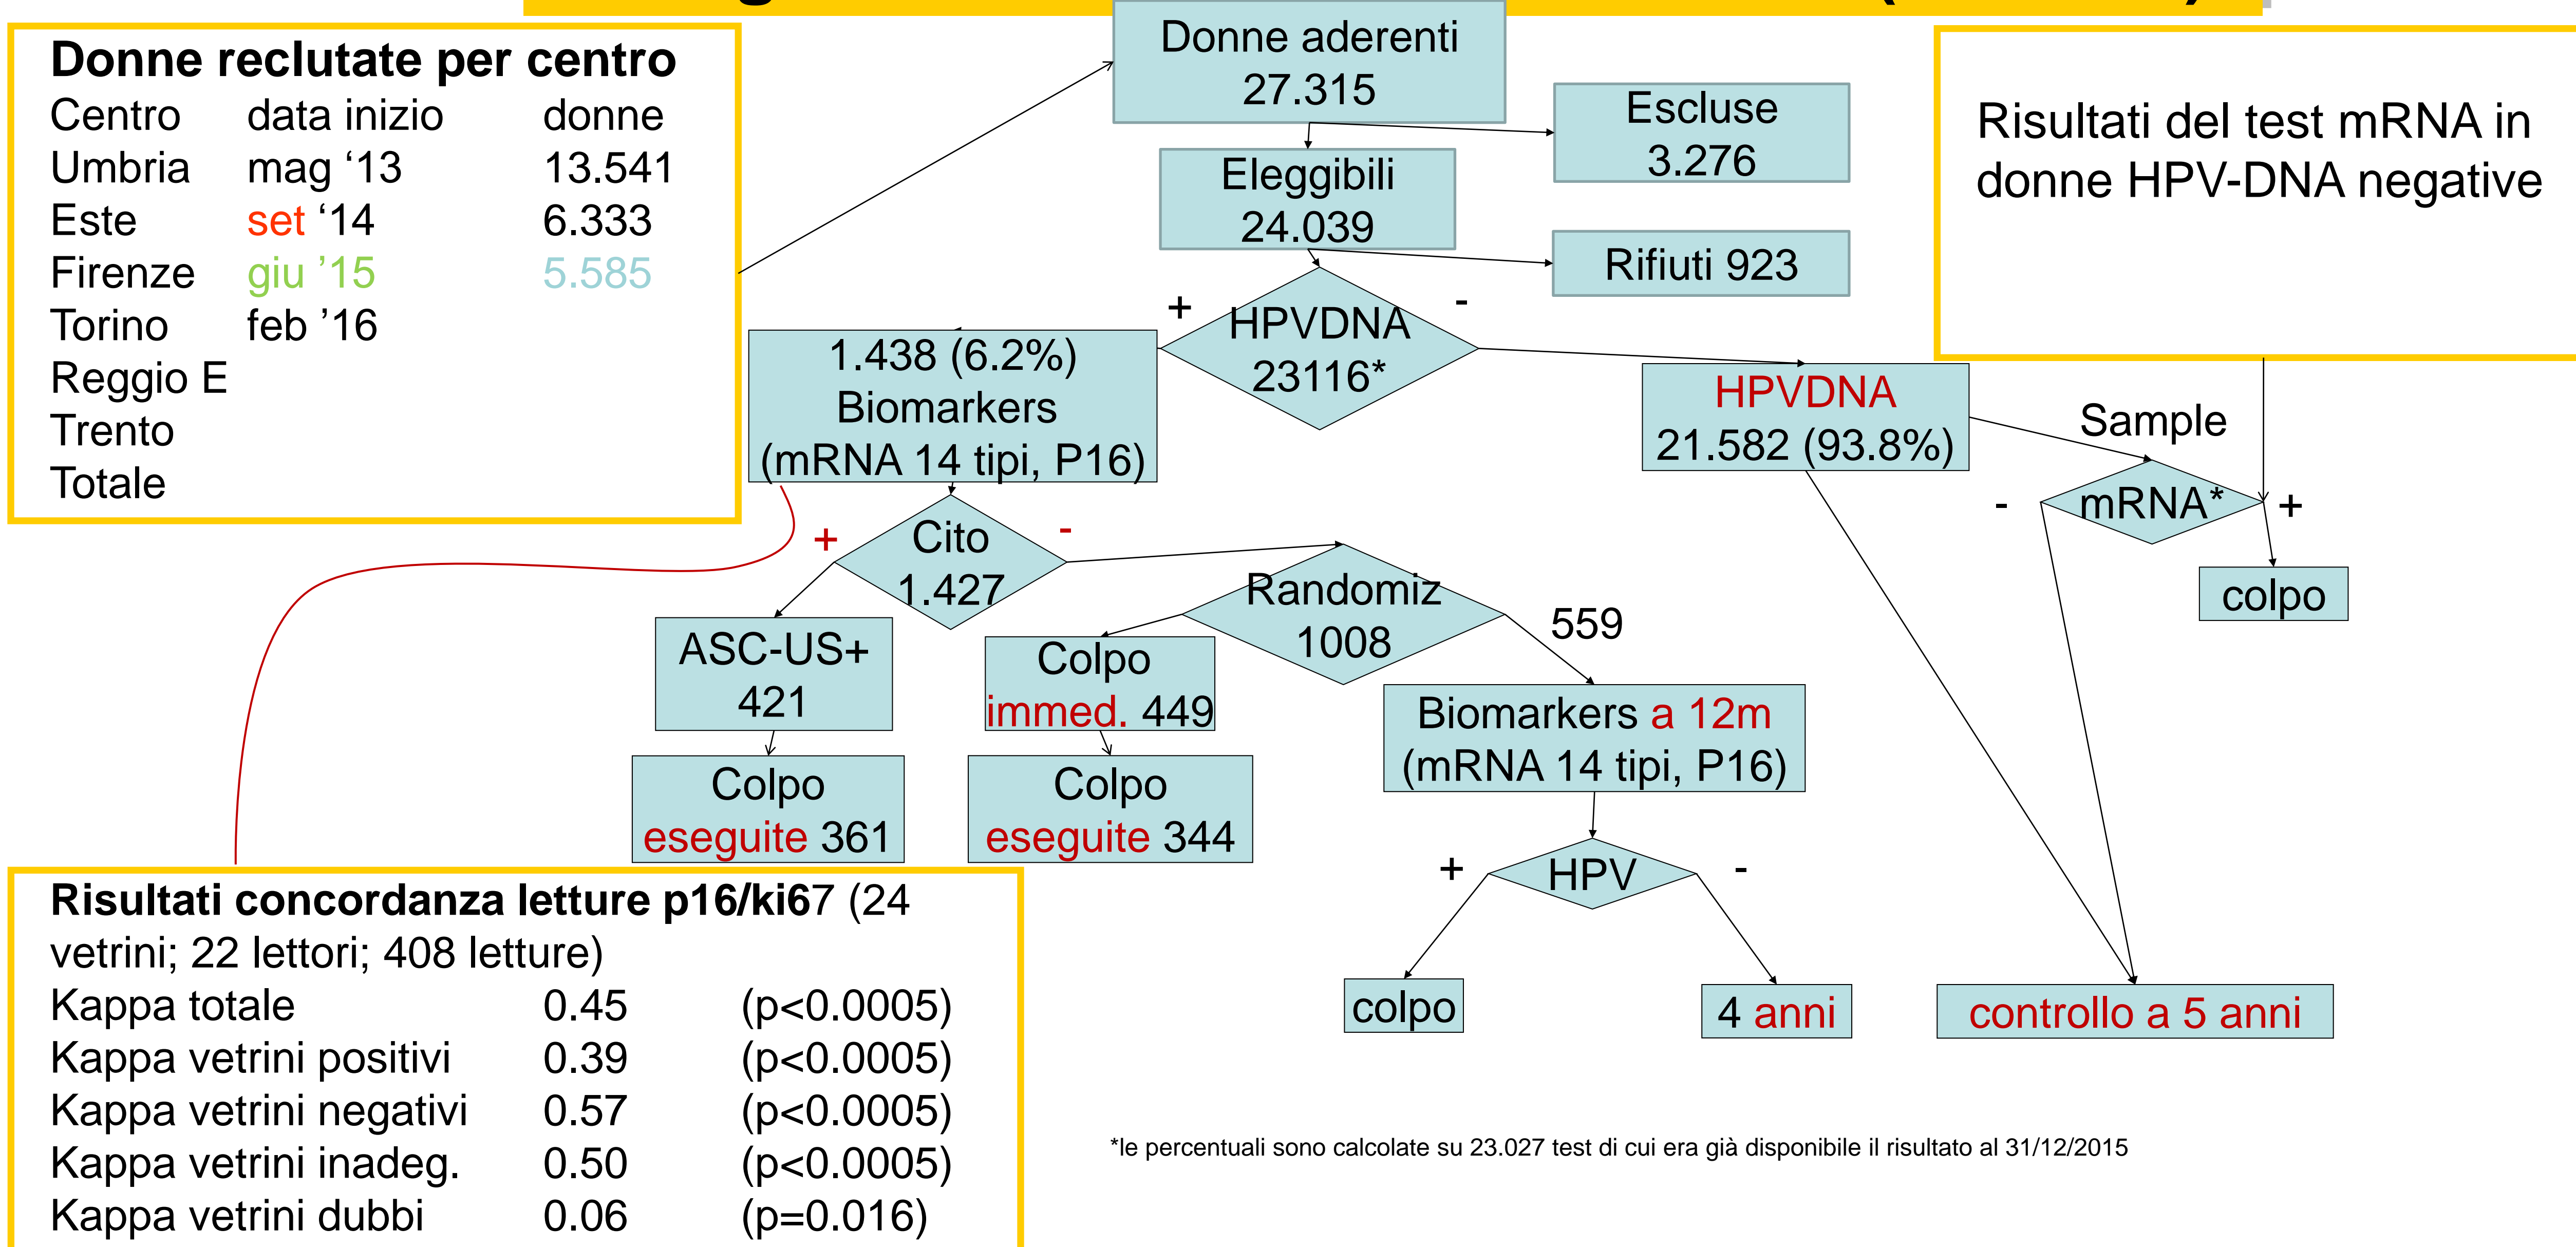 Donne reclutate per centro
Centro data inizio donne
Umbria mag ‘13 13.541
Este set ‘14 6.333
Firenze giu ’15 5.585
Torino feb ’16
Reggio E
Trento
Totale
Donne aderenti
27.315
Escluse
3.276
Eleggibili
24.039
Rifiuti 923
Risultati del test mRNA in
donne HPV-DNA negative
+
-
HPVDNA
23116*
1.438 (6.2%)
Biomarkers
(mRNA 14 tipi, P16)
HPVDNA
21.582 (93.8%)
Sample
-
mRNA*
+
colpo
+
Cito
1.427
-
Randomiz
1008
559
ASC-US+
421
Colpo
immed. 449
Biomarkers a 12m
(mRNA 14 tipi, P16)
Colpo
eseguite 361
Colpo
eseguite 344
+
HPV
-
colpo
4 anni
controllo a 5 anni
Risultati concordanza letture p16/ki67 (24
vetrini; 22 lettori; 408 letture)
Kappa totale 0.45 (p<0.0005)
Kappa vetrini positivi 0.39 (p<0.0005)
Kappa vetrini negativi 0.57 (p<0.0005)
Kappa vetrini inadeg. 0.50 (p<0.0005)
Kappa vetrini dubbi 0.06 (p=0.016)
*le percentuali sono calcolate su 23.027 test di cui era già disponibile il risultato al 31/12/2015